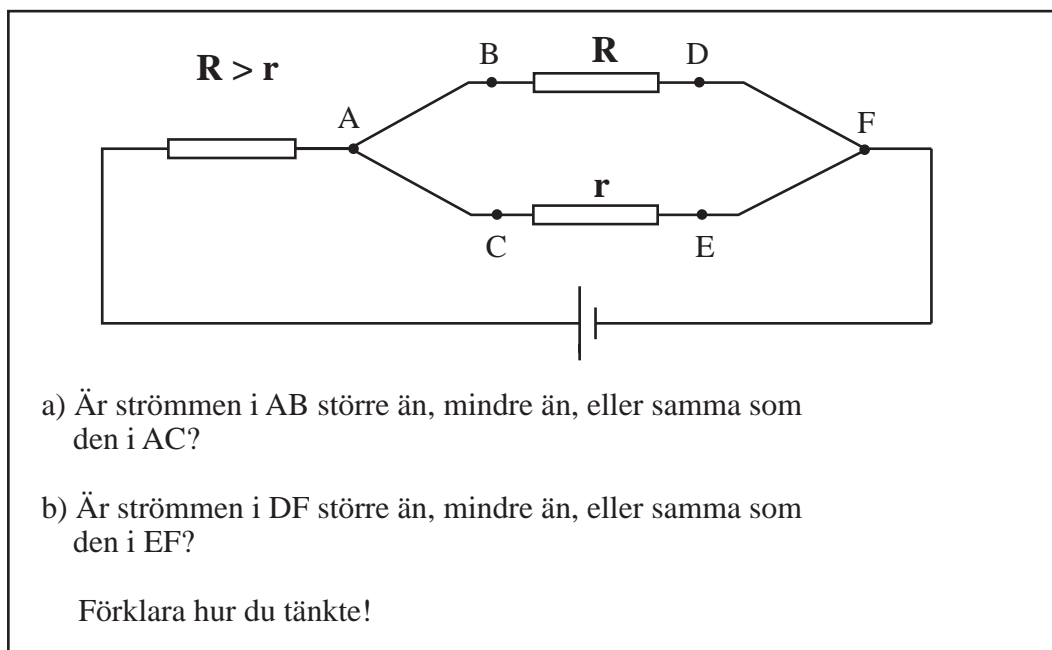 R > r
B
R
D
A
F
r
C
E
a) Är strömmen i AB större än, mindre än, eller samma som
den i AC?
b) Är strömmen i DF större än, mindre än, eller samma som
den i EF?
Förklara hur du tänkte!